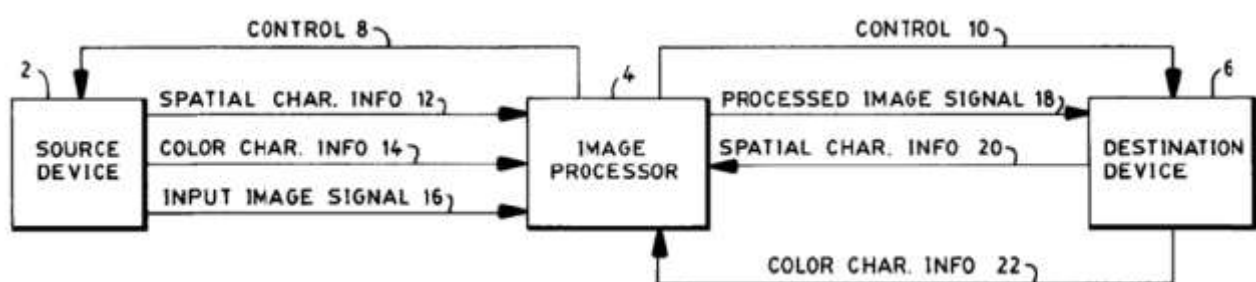 CONTROL 8
CONTROL 10
2
4
6
SPATIAL CHAR. INFO 12
PROCESSED IMAGE SIGNAL 18
SOURCE
DEVICE
COLOR CHAR. INFO 14
IMAGE
PROCESSOR
SPATIAL CHAR. INFO 20
DESTINATION
DEVICE
INPUT IMAGE SIGNAL 16
COLOR CHAR. INFO 22